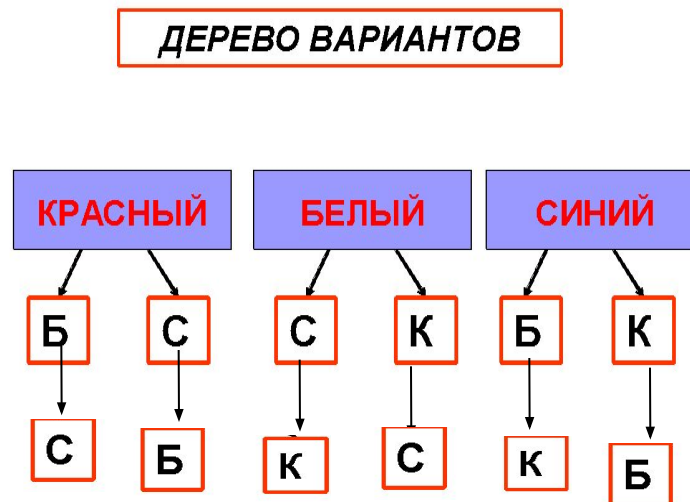 ДЕРЕВО ВАРИАНТОВ
КРАСНЫЙ БЕЛЫЙ СИНИЙ
Б С С К Б К
С Б К С К Б